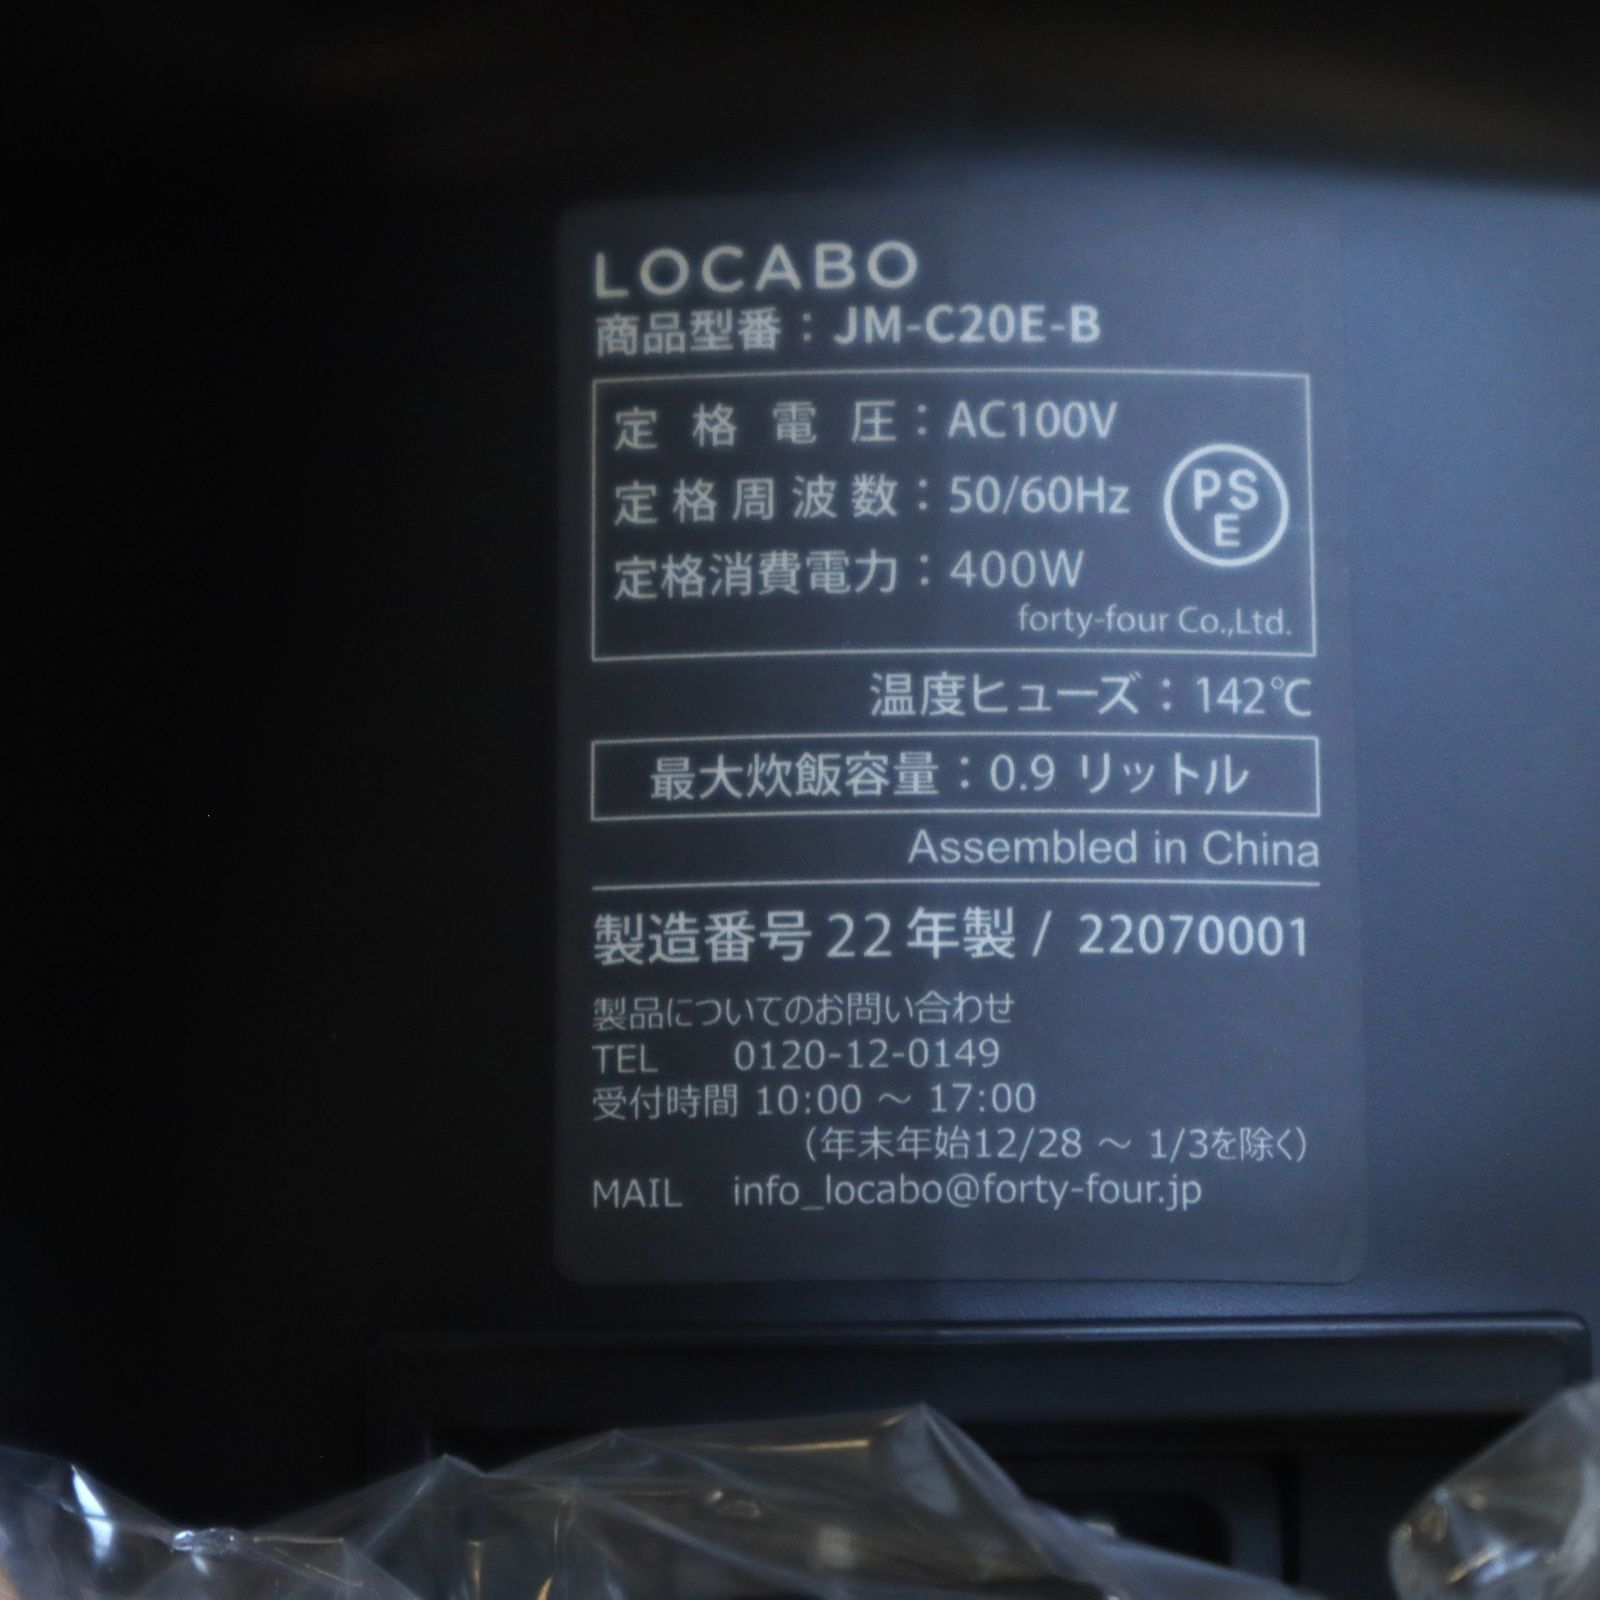 LOCABO
商品型番：JM-C20E-B
定格電圧：AC100V
定格周波数：50/60Hz
PS
E
定格消費電力：400W
forty-four Co.,Ltd.
温度ヒューズ：142℃
最大炊飯容量：0.9 リットル
Assembled in China
製造番号 22 年製 / 22070001
製品についてのお問い合わせ
TEL 0120-12-0149
受付時間 10:00 ～ 17:00
(年末年始12/28 ～ 1/3を除く)
MAIL info_locabo@forty-four.jp